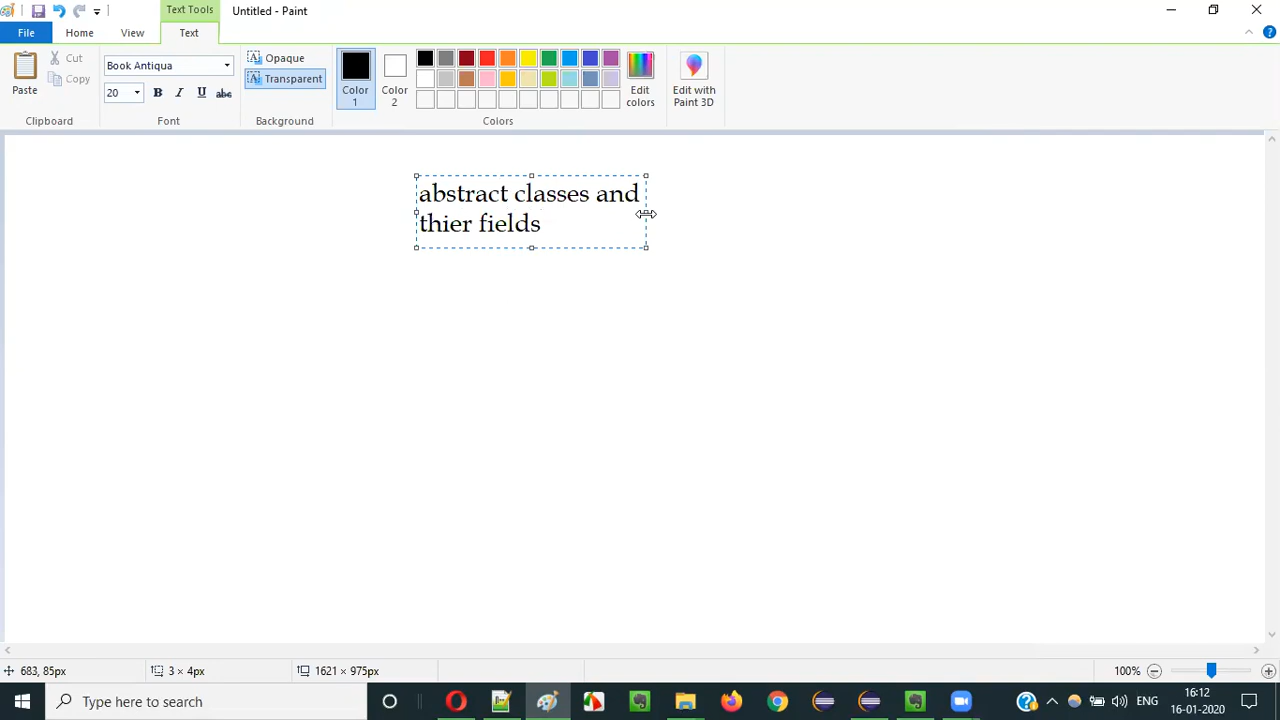 Text Tools
Untitled - Paint
File
Home
View
Text
Paste
Cut
Copy
Clipboard
Book Antiqua
20
B
I
U
abc
Font
Opaque
Transparent
Background
Color 1
Color 2
Edit colors
Colors
Edit with Paint 3D
abstract classes and
thier fields
683, 85px
3 × 4px
1621 × 975px
100%
Type here to search
ENG
16:12
16-01-2020